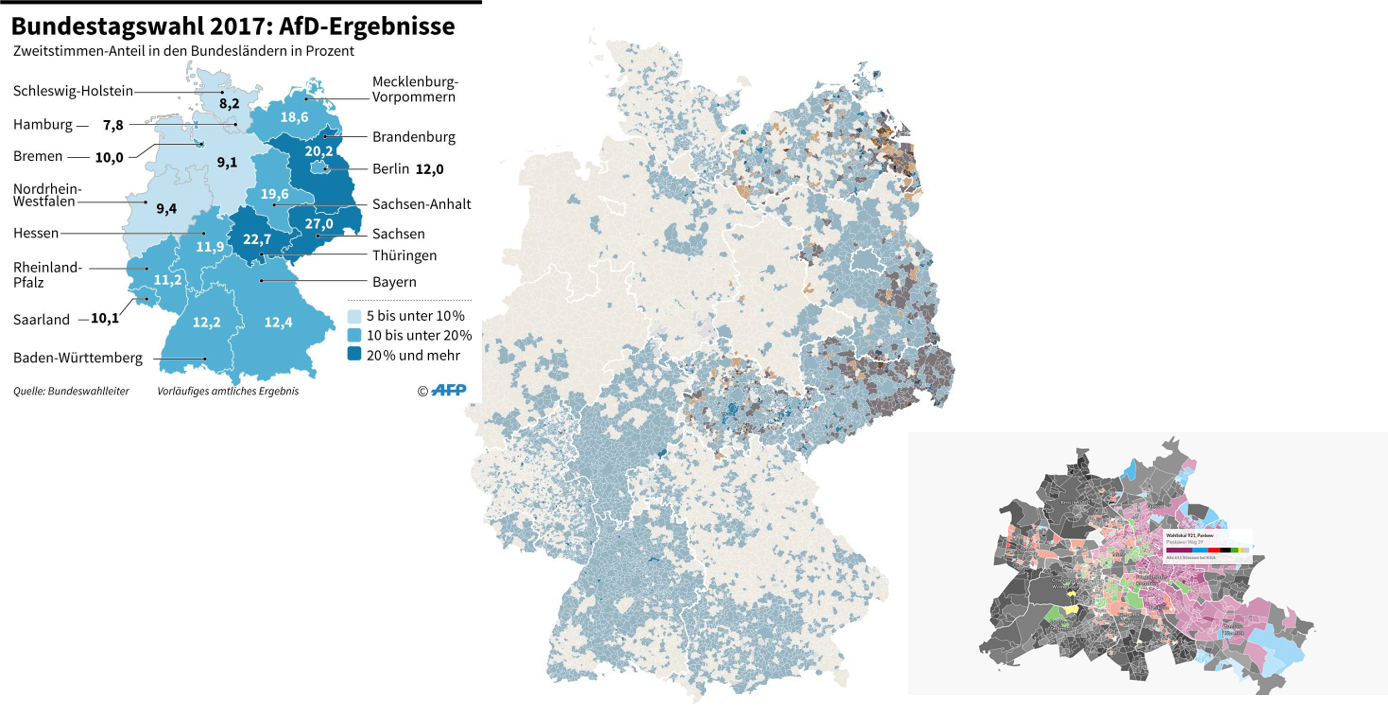 Bundestagswahl 2017: AfD-Ergebnisse
Zweitstimmen-Anteil in den Bundesländern in Prozent
Schleswig-Holstein
8,2
Mecklenburg-
Vorpommern
18,6
Hamburg
7,8
Brandenburg
20,2
Bremen
10,0
9,1
Berlin 12,0
Nordrhein-
Westfalen
9,4
19,6
Sachsen-Anhalt
Hessen
11,9
22,7
27,0
Sachsen
Thüringen
Rheinland-
Pfalz
11,2
Bayern
Saarland
10,1
12,2
12,4
5 bis unter 10%
10 bis unter 20%
20% und mehr
Baden-Württemberg
Quelle: Bundeswahlleiter
Vorläufiges amtliches Ergebnis
© AFP
Wahllokal 921, Pankow